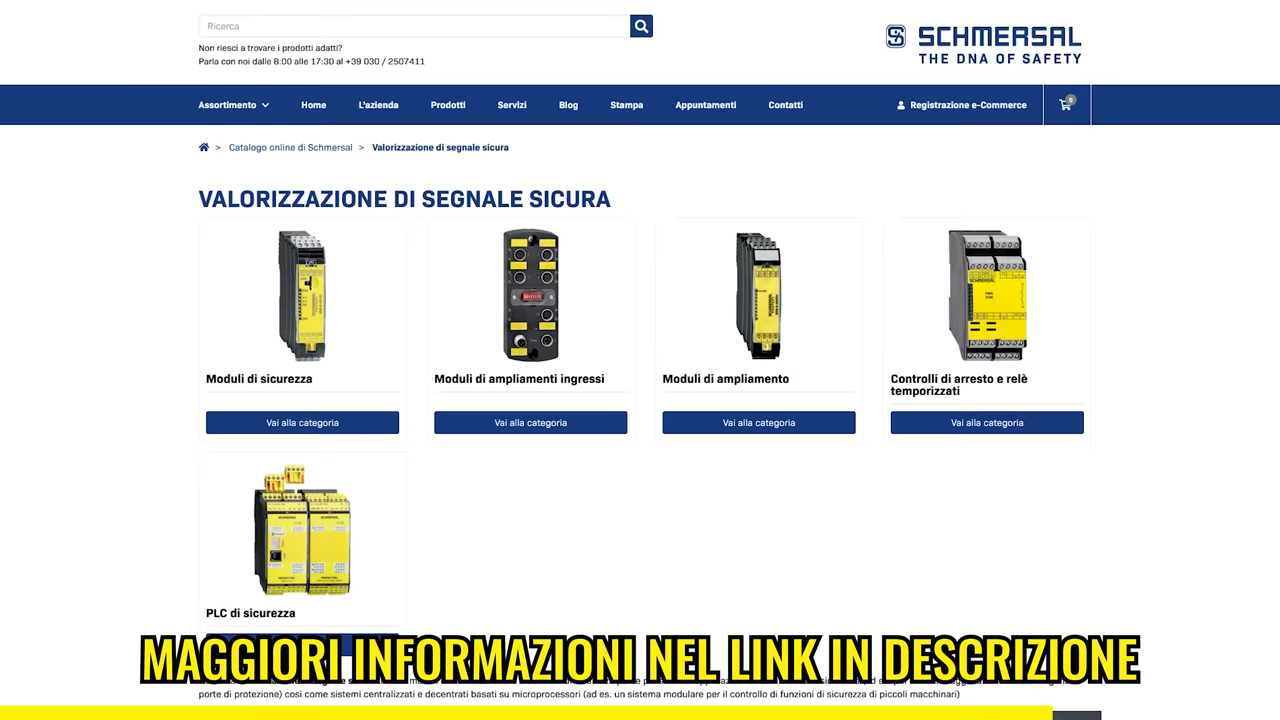 Ricerca
Non riesci a trovare i prodotti adatti?
Parla con noi dalle 8:00 alle 17:30 al +39 030 / 2507411
SCHMERSAL
THE DNA OF SAFETY
Assortimento Home L'azienda Prodotti Servizi Blog Stampa Appuntamenti Contatti Registrazione e-Commerce 0
> Catalogo online di Schmersal > Valorizzazione di segnale sicura
VALORIZZAZIONE DI SEGNALE SICURA
SCHMERSAL
Moduli di sicurezza
Vai alla categoria
Moduli di ampliamenti ingressi
Vai alla categoria
Moduli di ampliamento
Vai alla categoria
Controlli di arresto e relè
temporizzati
Vai alla categoria
SCHMERSAL SCHMERSAL
PLC di sicurezza
MAGGIORI INFORMAZIONI NEL LINK IN DESCRIZIONE
porte di protezione) così come sistemi centralizzati e decentrati basati su microprocessori (ad es. un sistema modulare per il controllo di funzioni di sicurezza di piccoli macchinari)